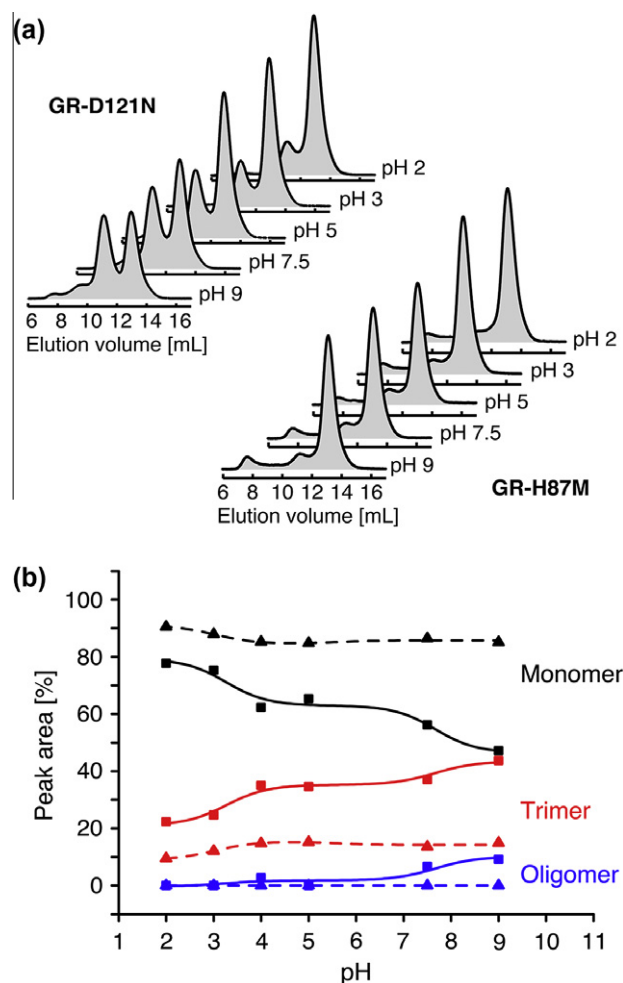 (a)
GR-D121N
pH 2
pH 3
pH 5
pH 7.5
pH 9
6 8 10 12 14 16
Elution volume [mL]
pH 2
pH 3
pH 5
pH 7.5
pH 9
6 8 10 12 14 16
Elution volume [mL]
GR-H87M
(b)
100
80
60
40
20
0
Peak area [%]
Monomer
Trimer
Oligomer
1 2 3 4 5 6 7 8 9 10 11
pH